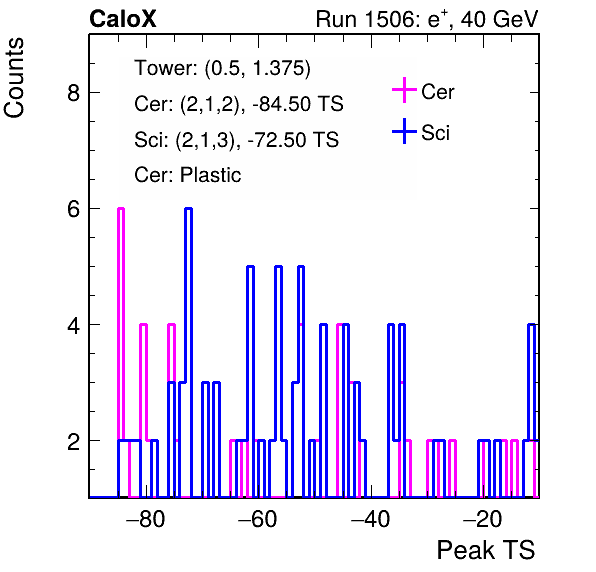 CaloX Run 1506: e⁺, 40 GeV
Counts
Tower: (0.5, 1.375)
Cer: (2,1,2), -84.50 TS
Sci: (2,1,3), -72.50 TS
Cer: Plastic
Cer
Sci
8
6
4
2
−80 −60 −40 −20
Peak TS